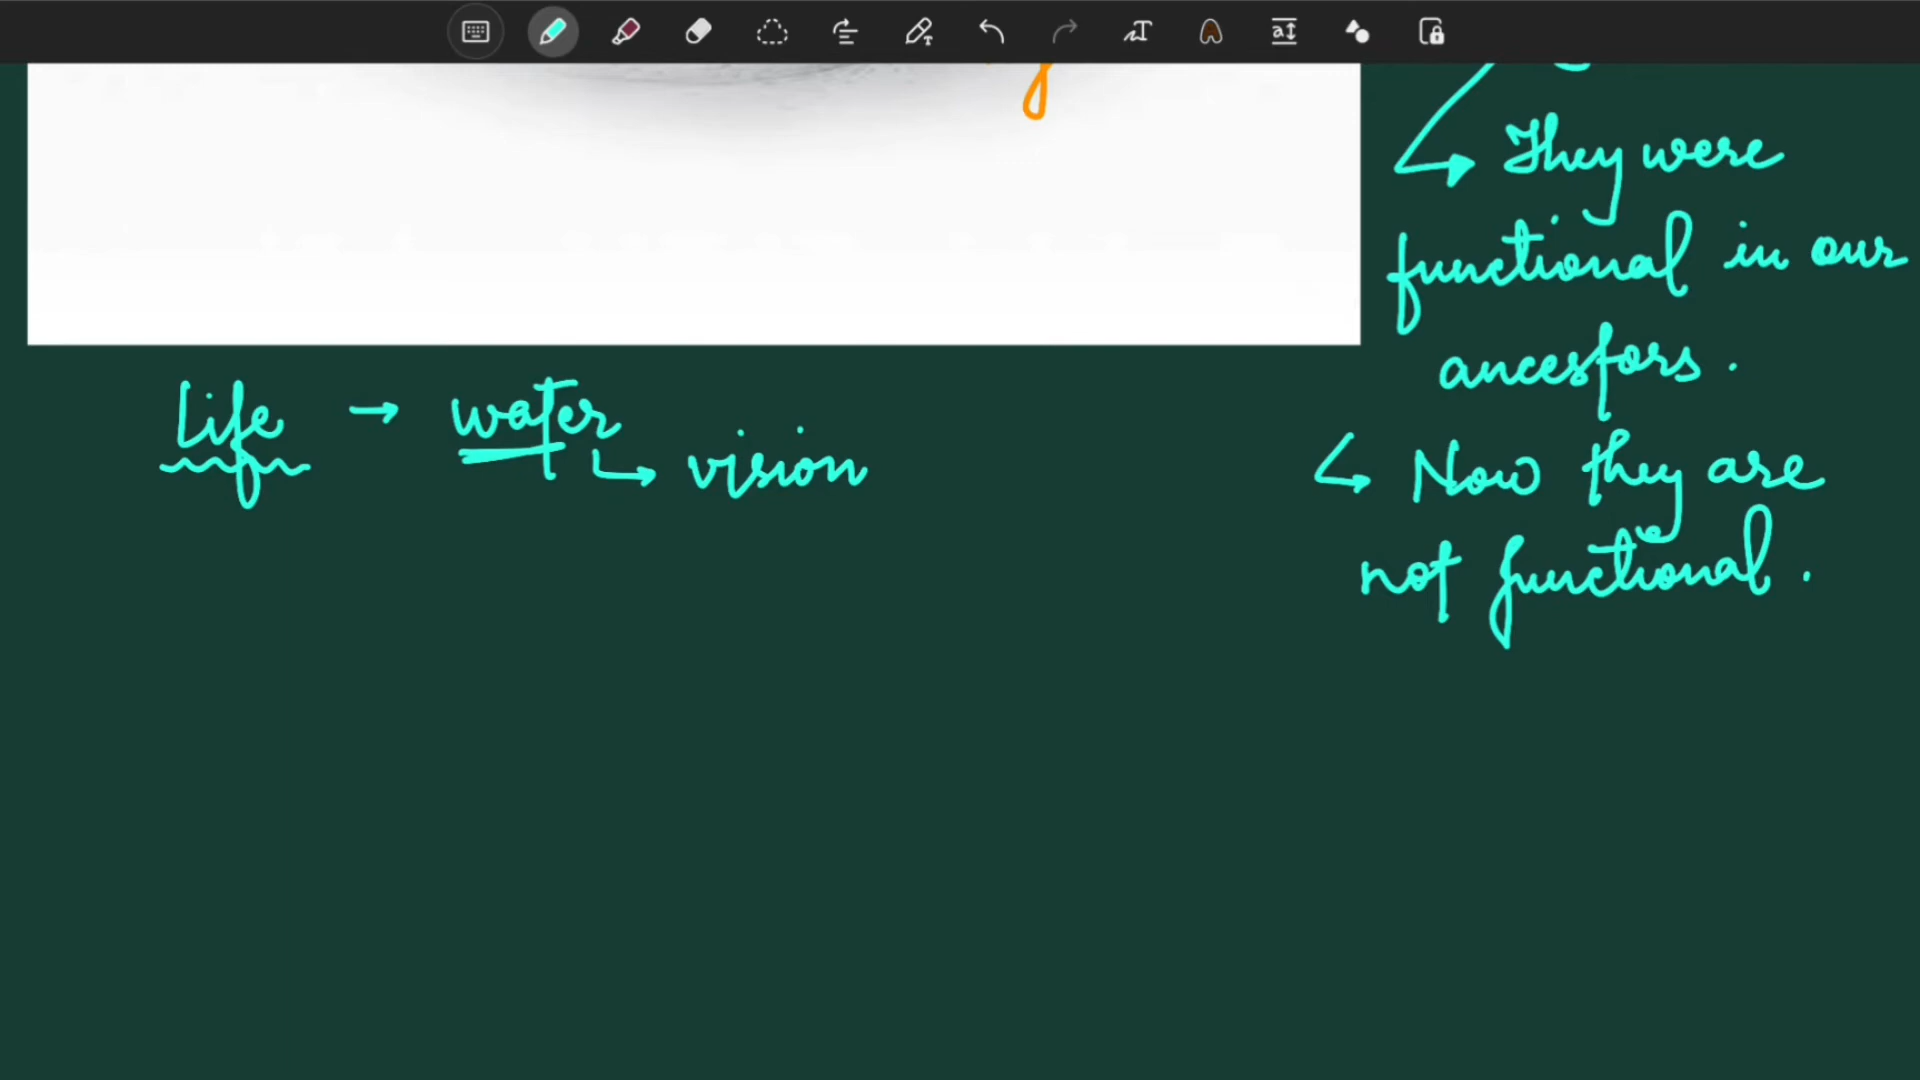 They were
functional in our
ancestors.
Life → water
↳ vision
↳ Now they are
not functional.